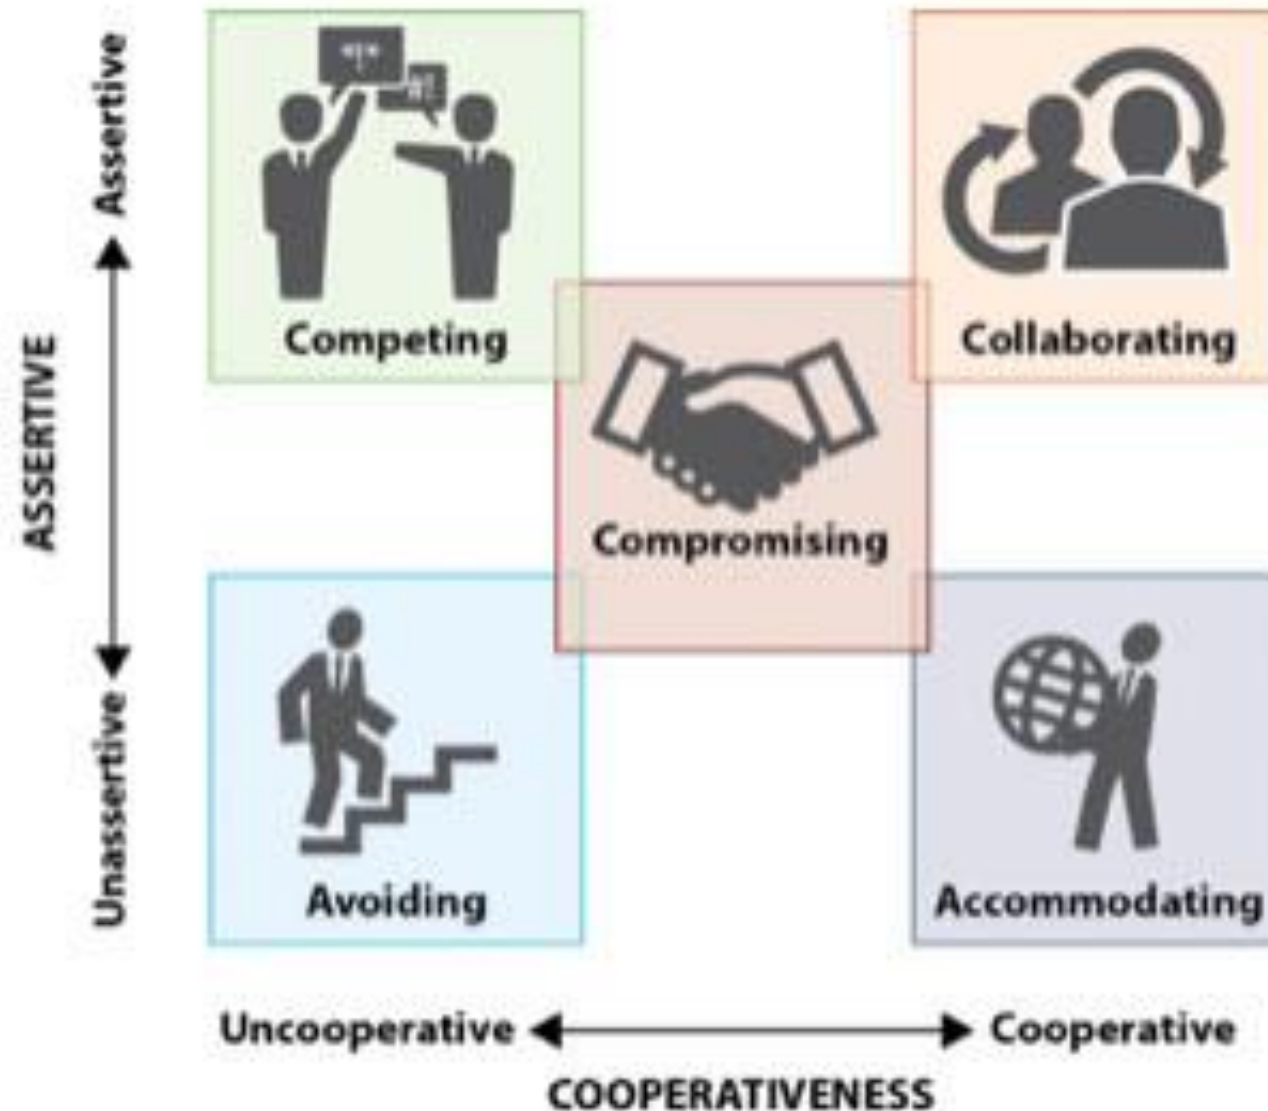 Assertive
ASSERTIVE
Unassertive
Competing
Collaborating
Compromising
Avoiding
Accommodating
Uncooperative
Cooperative
COOPERATIVENESS